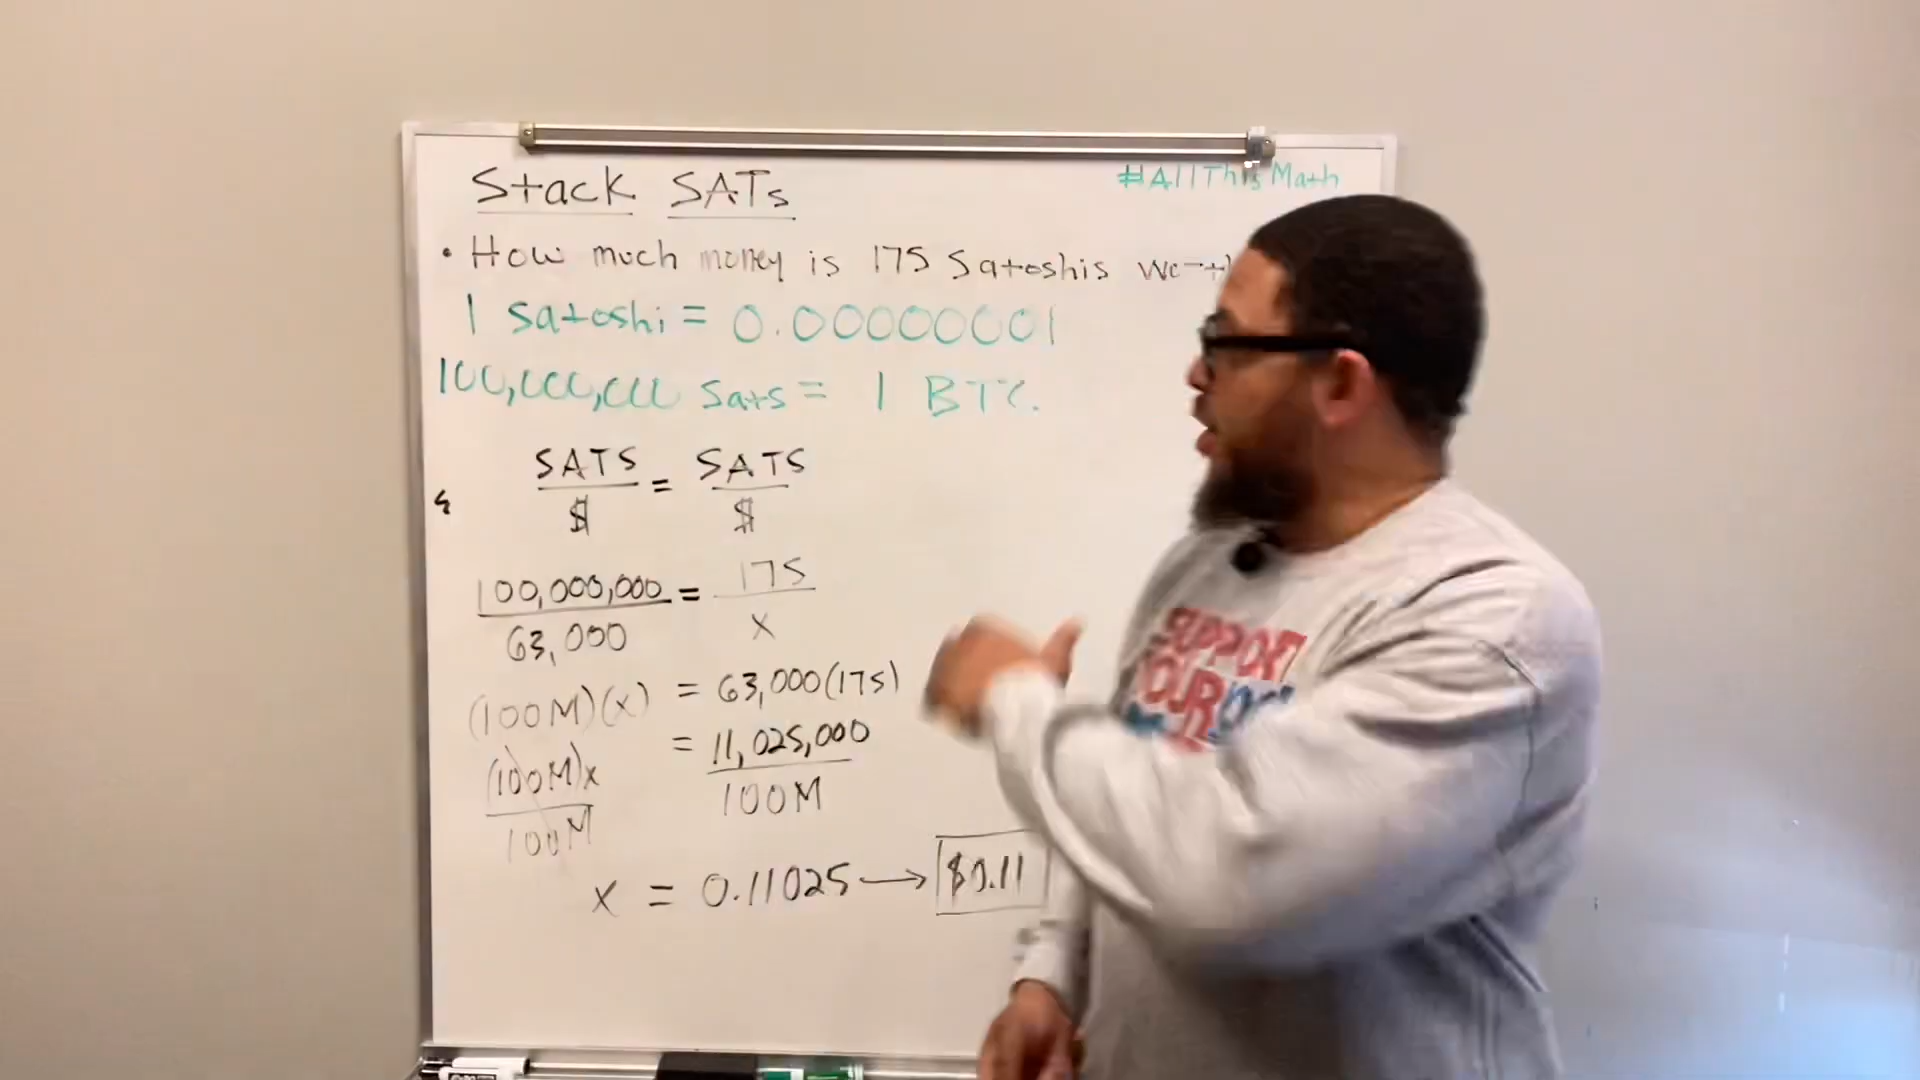 Stack SATs
#AllThisMath
• How much money is 175 Satoshis
1 Satoshi = 0.00000001
100,000,000 Sats = 1 BTC.
SATS = SATS
$ $
100,000,000 = 175
63,000 x
(100M)(x) = 63,000(175)
(100M)x = 11,025,000
100M 100M
x = 0.11025 → $0.11
SUPPORT
YOUR